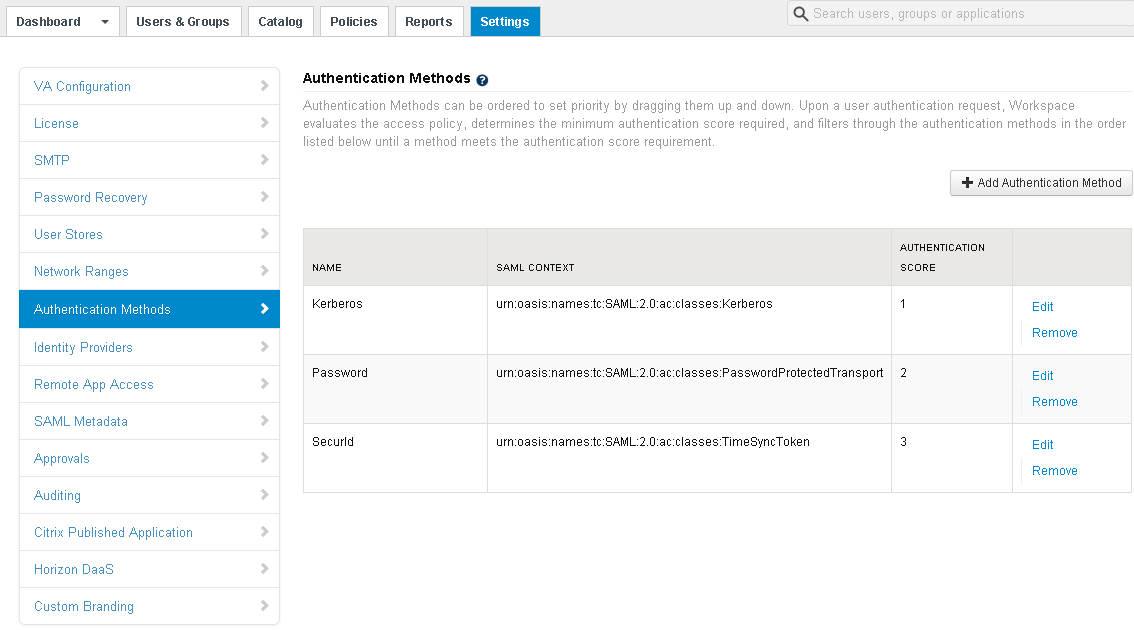 Dashboard Users & Groups Catalog Policies Reports Settings Search users, groups or applications
VA Configuration
License
SMTP
Password Recovery
User Stores
Network Ranges
Authentication Methods
Identity Providers
Remote App Access
SAML Metadata
Approvals
Auditing
Citrix Published Application
Horizon DaaS
Custom Branding
Authentication Methods ?
Authentication Methods can be ordered to set priority by dragging them up and down. Upon a user authentication request, Workspace
evaluates the access policy, determines the minimum authentication score required, and filters through the authentication methods in the order
listed below until a method meets the authentication score requirement.
+ Add Authentication Method
NAME SAML CONTEXT AUTHENTICATION
SCORE
Kerberos urn:oasis:names:tc:SAML:2.0:ac:classes:Kerberos 1 Edit
Remove
Password urn:oasis:names:tc:SAML:2.0:ac:classes:PasswordProtectedTransport 2 Edit
Remove
SecurId urn:oasis:names:tc:SAML:2.0:ac:classes:TimeSyncToken 3 Edit
Remove